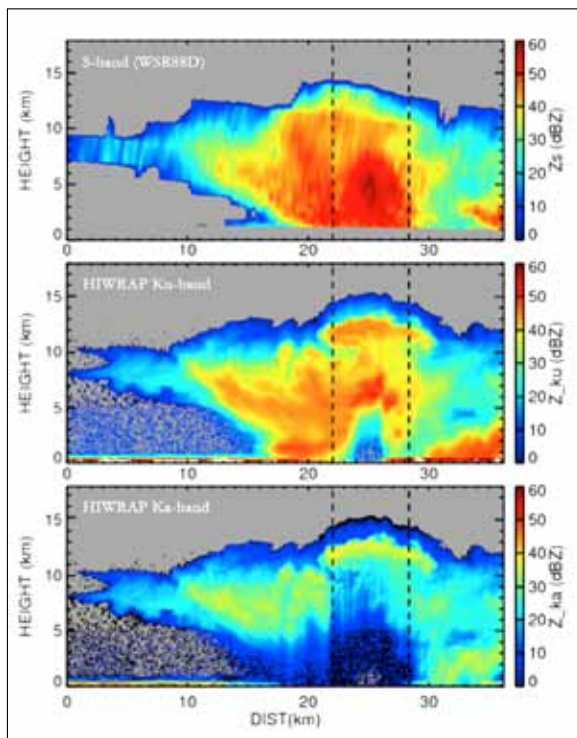 S-band (WSR88D)
HEIGHT (km)
15
10
5
0
0 10 20 30
60
50
40
30
20
10
0
Zs (dBZ)
HIWRAP Ku-band
HEIGHT (km)
15
10
5
0
0 10 20 30
60
50
40
30
20
10
0
Z_ku (dBZ)
HIWRAP Ka-band
HEIGHT (km)
15
10
5
0
0 10 20 30
DIST(km)
60
50
40
30
20
10
0
Z_ka (dBZ)